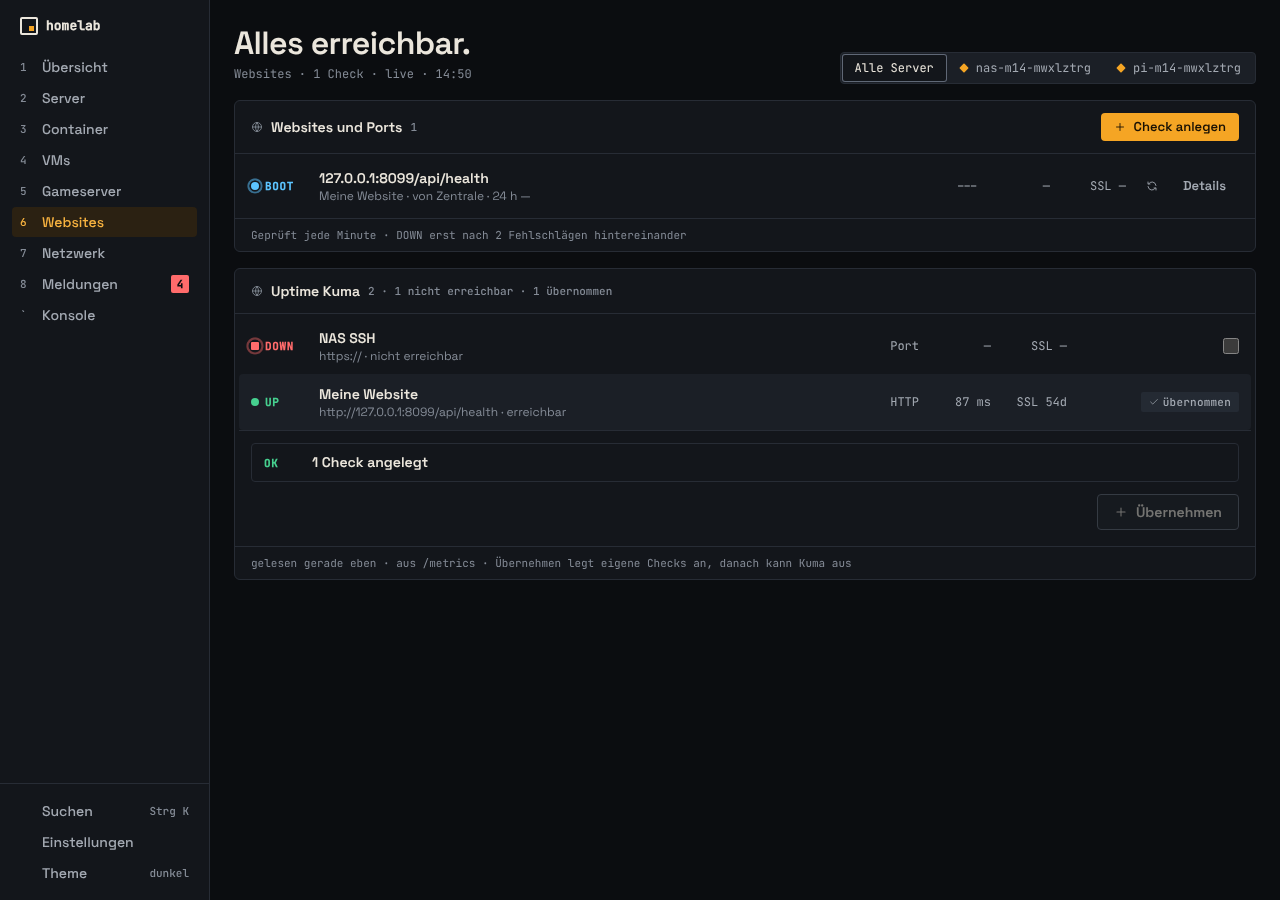 homelab
1 Übersicht
2 Server
3 Container
4 VMs
5 Gameserver
6 Websites
7 Netzwerk
8 Meldungen 4
` Konsole
Suchen Strg K
Einstellungen
Theme dunkel
Alles erreichbar.
Websites · 1 Check · live · 14:50
Alle Server nas-m14-mwxlztrg pi-m14-mwxlztrg
Websites und Ports 1
+ Check anlegen
BOOT 127.0.0.1:8099/api/health --- — SSL — Details
Meine Website · von Zentrale · 24 h —
Geprüft jede Minute · DOWN erst nach 2 Fehlschlägen hintereinander
Uptime Kuma 2 · 1 nicht erreichbar · 1 übernommen
DOWN NAS SSH Port — SSL —
https:// · nicht erreichbar
UP Meine Website HTTP 87 ms SSL 54d ✓ übernommen
http://127.0.0.1:8099/api/health · erreichbar
OK 1 Check angelegt
+ Übernehmen
gelesen gerade eben · aus /metrics · Übernehmen legt eigene Checks an, danach kann Kuma aus